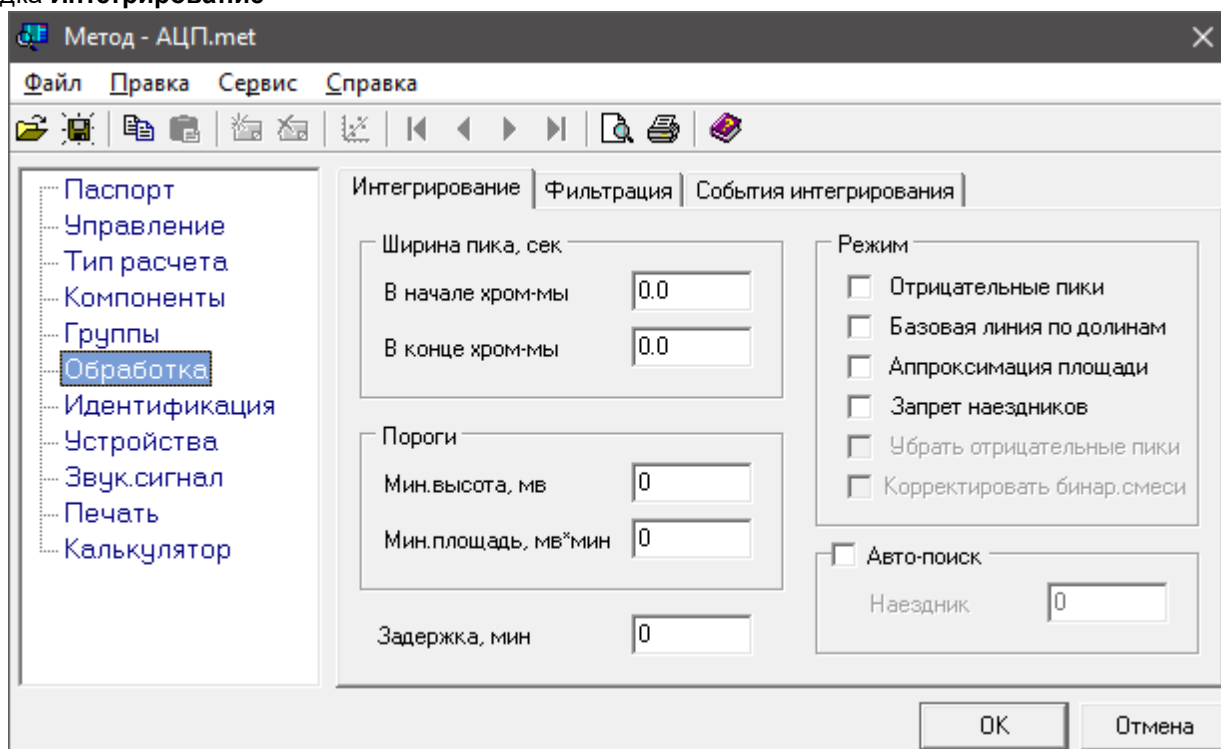 Интегрирование
Метод - АЦП.met
Файл Правка Сервис Справка
Паспорт
Управление
Тип расчета
Компоненты
Группы
Обработка
Идентификация
Устройства
Звук.сигнал
Печать
Калькулятор
Интегрирование Фильтрация События интегрирования
Ширина пика, сек
В начале хром-мы 0.0
В конце хром-мы 0.0
Пороги
Мин.высота, мв 0
Мин.площадь, мв*мин 0
Задержка, мин 0
Режим
Отрицательные пики
Базовая линия по долинам
Аппроксимация площади
Запрет наездников
Убрать отрицательные пики
Корректировать бинар.смеси
Авто-поиск
Наездник 0
OK Отмена